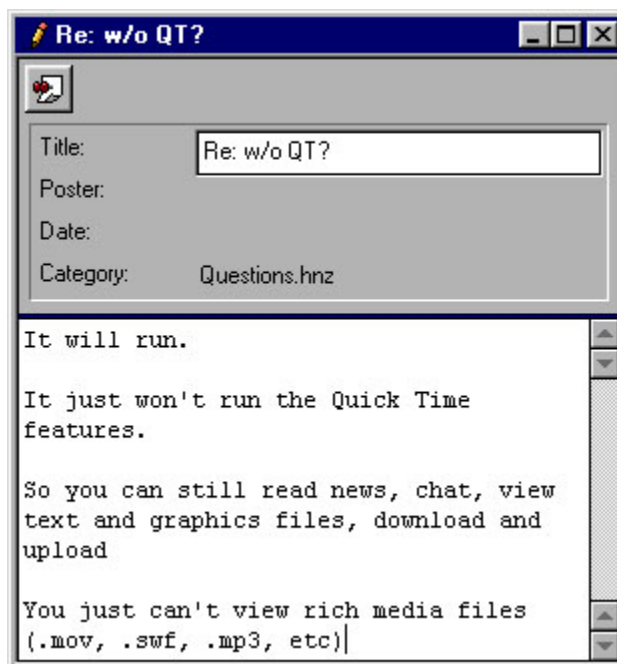 Re: w/o QT?
Title: Re: w/o QT?
Poster:
Date:
Category: Questions.hnz
It will run.
It just won't run the Quick Time
features.
So you can still read news, chat, view
text and graphics files, download and
upload
You just can't view rich media files
(.mov, .swf, .mp3, etc)